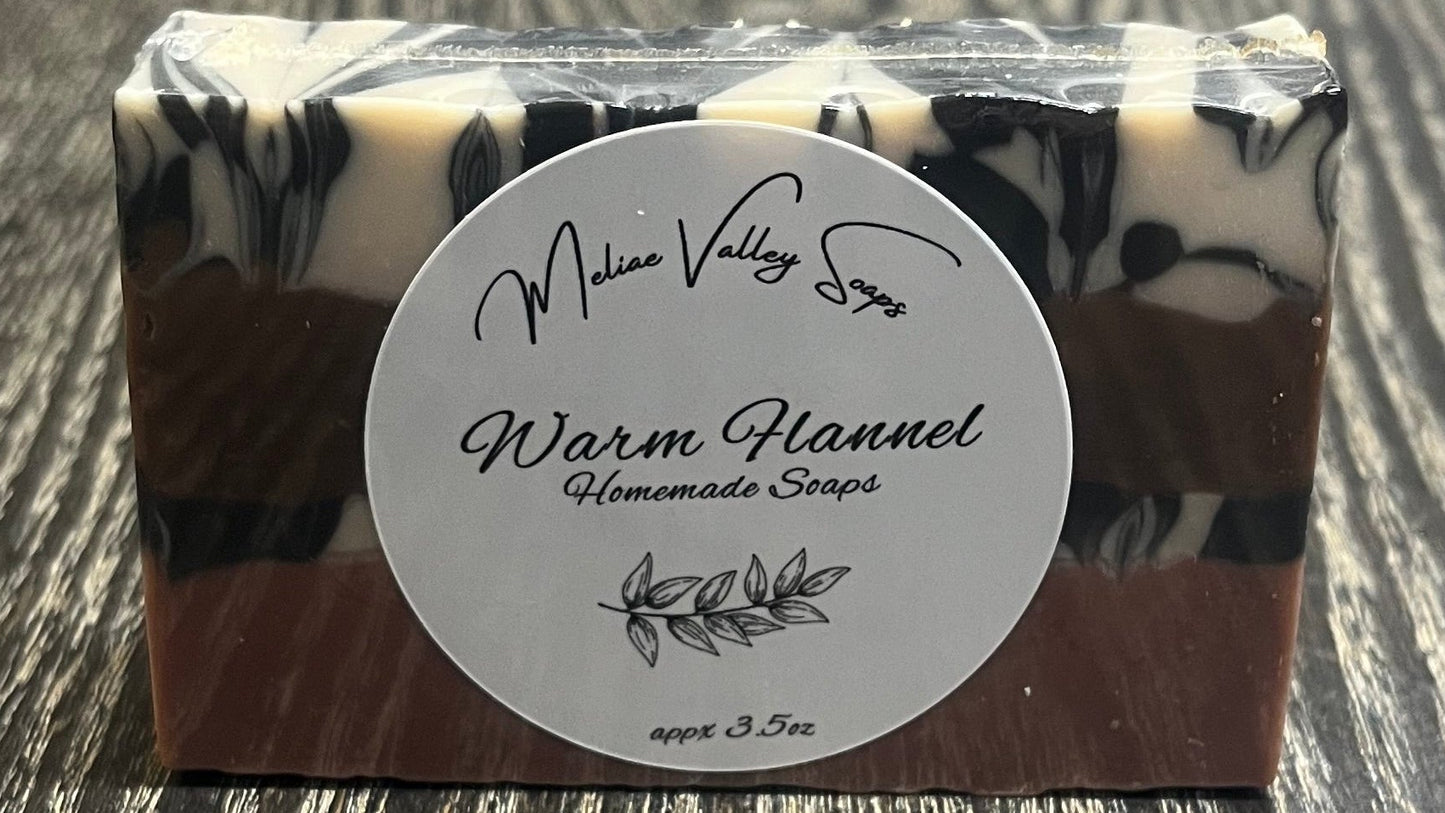 Meliae Valley Soaps
Warm Flannel
Homemade Soaps
appx 3.5oz